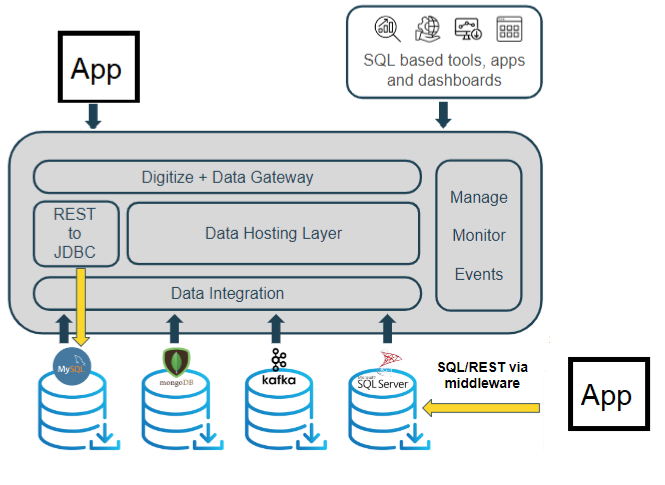 App
SQL based tools, apps
and dashboards
Digitize + Data Gateway
REST
to
JDBC
Data Hosting Layer
Manage
Monitor
Events
Data Integration
MySQL
mongoDB
kafka
SQL Server
SQL/REST via
middleware
App